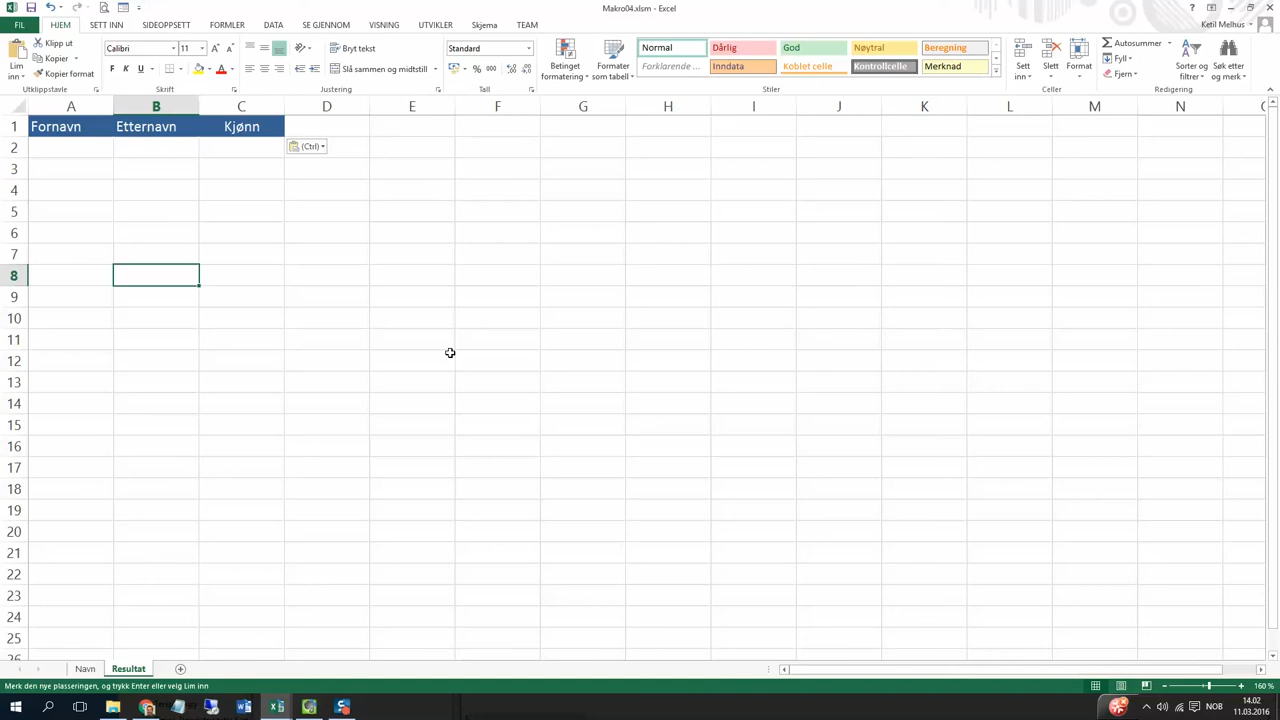 Makro04.xlsm - Excel
FIL HJEM SETT INN SIDEOPPSETT FORMLER DATA SE GJENNOM VISNING UTVIKLER Skjema TEAM
Ketil Melhus
Lim inn
Klipp ut
Kopier
Kopier format
Utklippstavle
Calibri 11
F K U
Skrift
Bryt tekst
Slå sammen og midtstill
Justering
Standard
% 000
Tall
Betinget formatering
Formater som tabell
Normal Dårlig God Nøytral Beregning
Forklarende ... Inndata Koblet celle Kontrollcelle Merknad
Stiler
Sett inn
Slett
Format
Celler
Autosummer
Fyll
Fjern
Sorter og filtrer
Søk etter og merk
Redigering
A B C D E F G H I J K L M N
1 Fornavn Etternavn Kjønn
2 (Ctrl)
3
4
5
6
7
8
9
10
11
12
13
14
15
16
17
18
19
20
21
22
23
24
25
26
Navn Resultat
Merk den nye plasseringen, og trykk Enter eller velg Lim inn
160 %
NOB
14.02
11.03.2016